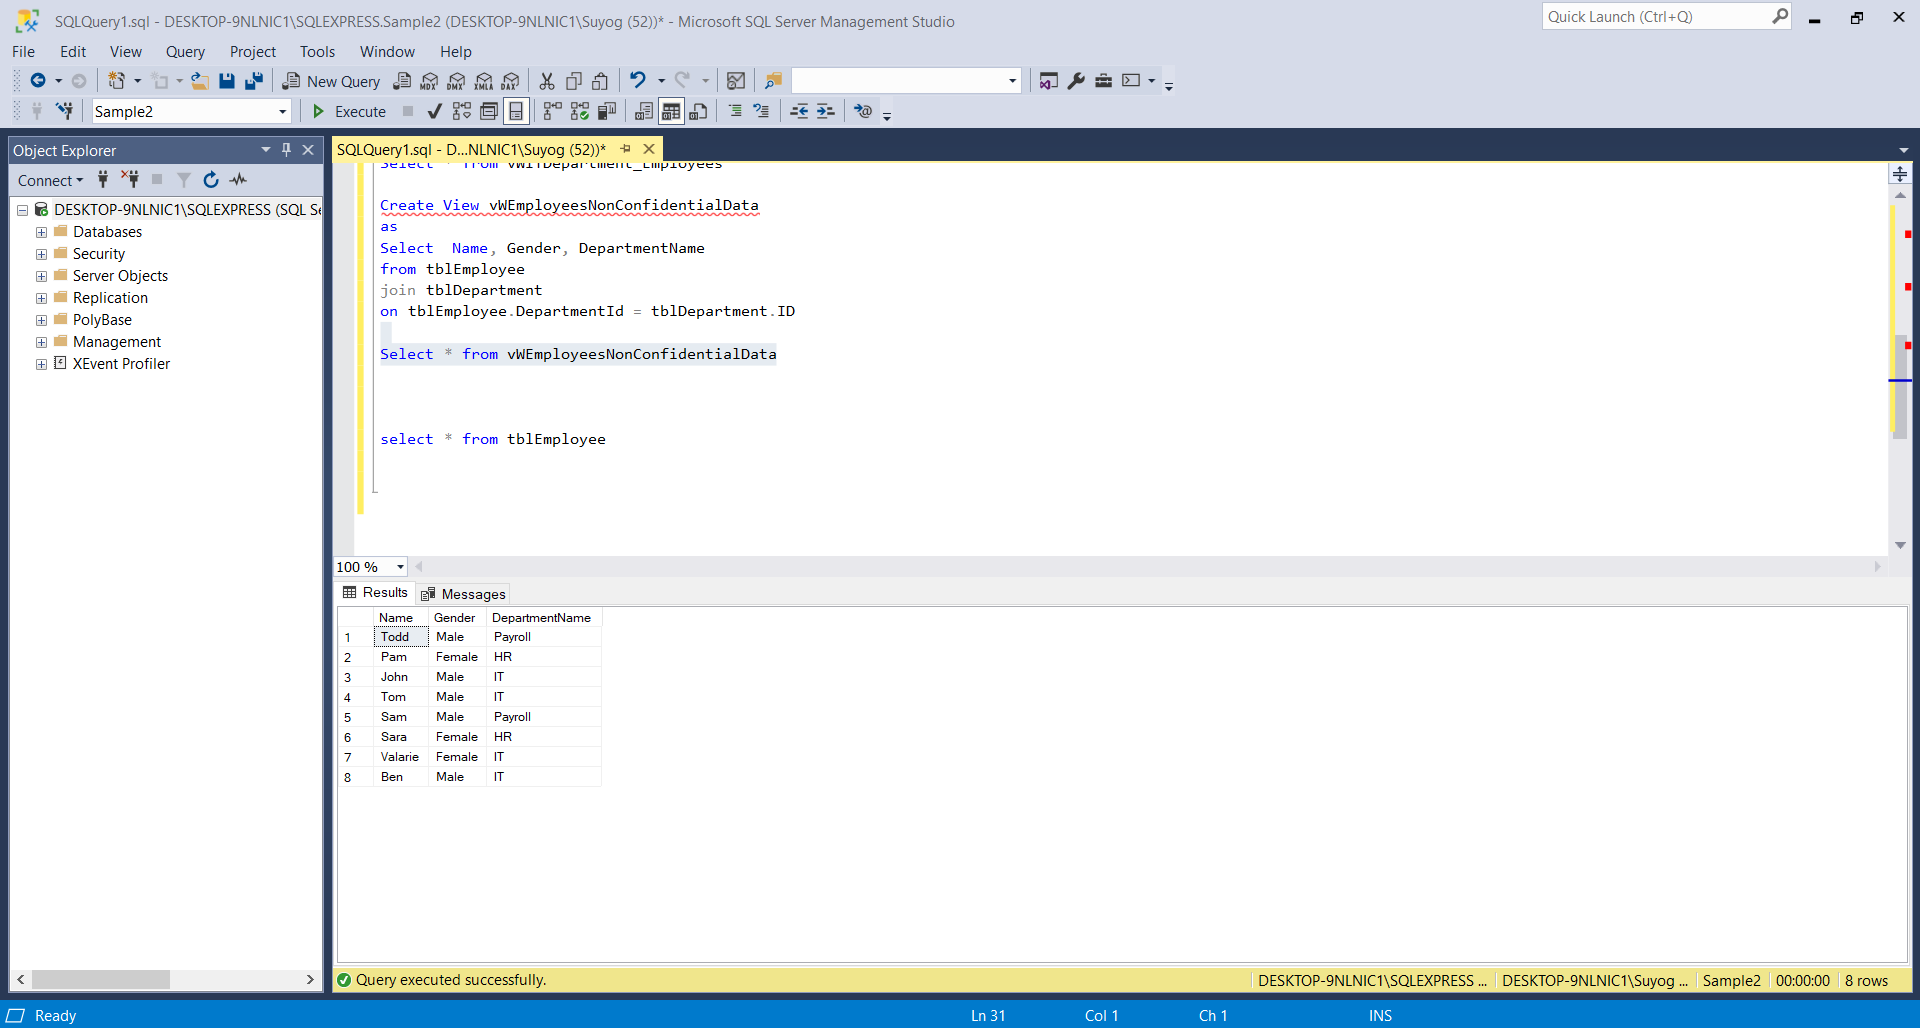 SQLQuery1.sql - DESKTOP-9NLNIC1\SQLEXPRESS.Sample2 (DESKTOP-9NLNIC1\Suyog (52))* - Microsoft SQL Server Management Studio
Quick Launch (Ctrl+Q)
File Edit View Query Project Tools Window Help
New Query MDX DMX XMLA DAX
Sample2 Execute
Object Explorer
SQLQuery1.sql - D...NLNIC1\Suyog (52))*
Connect
DESKTOP-9NLNIC1\SQLEXPRESS (SQL Se
Databases
Security
Server Objects
Replication
PolyBase
Management
XEvent Profiler
Select * from vWITDepartment_Employees
Create View vWEmployeesNonConfidentialData
as
Select  Name, Gender, DepartmentName
from tblEmployee
join tblDepartment
on tblEmployee.DepartmentId = tblDepartment.ID
Select * from vWEmployeesNonConfidentialData
select * from tblEmployee
100 %
Results Messages
Name Gender DepartmentName
1 Todd Male Payroll
2 Pam Female HR
3 John Male IT
4 Tom Male IT
5 Sam Male Payroll
6 Sara Female HR
7 Valarie Female IT
8 Ben Male IT
Query executed successfully. DESKTOP-9NLNIC1\SQLEXPRESS ... DESKTOP-9NLNIC1\Suyog ... Sample2 00:00:00 8 rows
Ready Ln 31 Col 1 Ch 1 INS